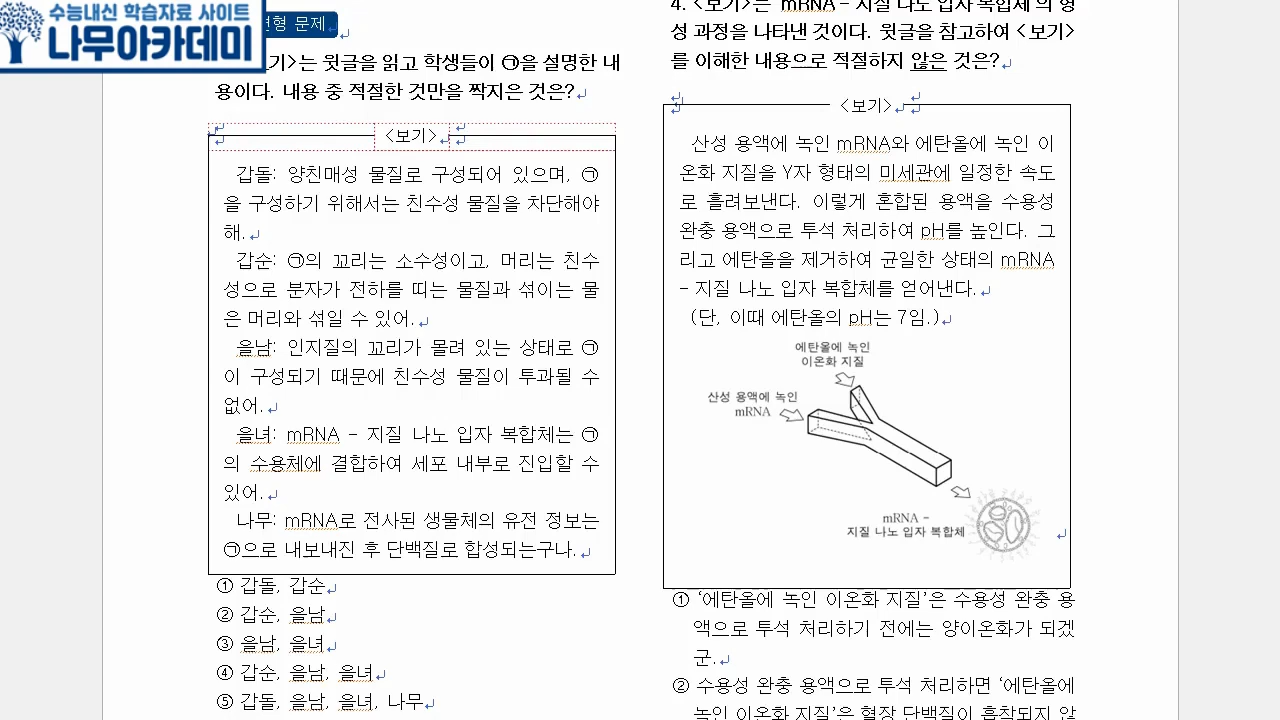 수능내신 학습자료 사이트
나무아카데미
변형 문제
기>는 윗글을 읽고 학생들이 ㉠을 설명한 내
용이다. 내용 중 적절한 것만을 짝지은 것은?
<보기>
갑돌: 양친매성 물질로 구성되어 있으며, ㉠
을 구성하기 위해서는 친수성 물질을 차단해야
해.
갑순: ㉠의 꼬리는 소수성이고, 머리는 친수
성으로 분자가 전하를 띠는 물질과 섞이는 물
은 머리와 섞일 수 있어.
을남: 인지질의 꼬리가 몰려 있는 상태로 ㉠
이 구성되기 때문에 친수성 물질이 투과될 수
없어.
을녀: mRNA - 지질 나노 입자 복합체는 ㉠
의 수용체에 결합하여 세포 내부로 진입할 수
있어.
나무: mRNA로 전사된 생물체의 유전 정보는
㉠으로 내보내진 후 단백질로 합성되는구나.
① 갑돌, 갑순
② 갑순, 을남
③ 을남, 을녀
④ 갑순, 을남, 을녀
⑤ 갑돌, 을남, 을녀, 나무
4. <보기>는 'mRNA - 지질 나노 입자 복합체'의 형
성 과정을 나타낸 것이다. 윗글을 참고하여 <보기>
를 이해한 내용으로 적절하지 않은 것은?
<보기>
산성 용액에 녹인 mRNA와 에탄올에 녹인 이
온화 지질을 Y자 형태의 미세관에 일정한 속도
로 흘려보낸다. 이렇게 혼합된 용액을 수용성
완충 용액으로 투석 처리하여 pH를 높인다. 그
리고 에탄올을 제거하여 균일한 상태의 mRNA
- 지질 나노 입자 복합체를 얻어낸다.
(단, 이때 에탄올의 pH는 7임.)
에탄올에 녹인
이온화 지질
산성 용액에 녹인
mRNA
mRNA -
지질 나노 입자 복합체
① '에탄올에 녹인 이온화 지질'은 수용성 완충 용
액으로 투석 처리하기 전에는 양이온화가 되겠
군.
② 수용성 완충 용액으로 투석 처리하면 '에탄올에
녹인 이온화 지질'은 혈장 단백질이 흡착되지 않